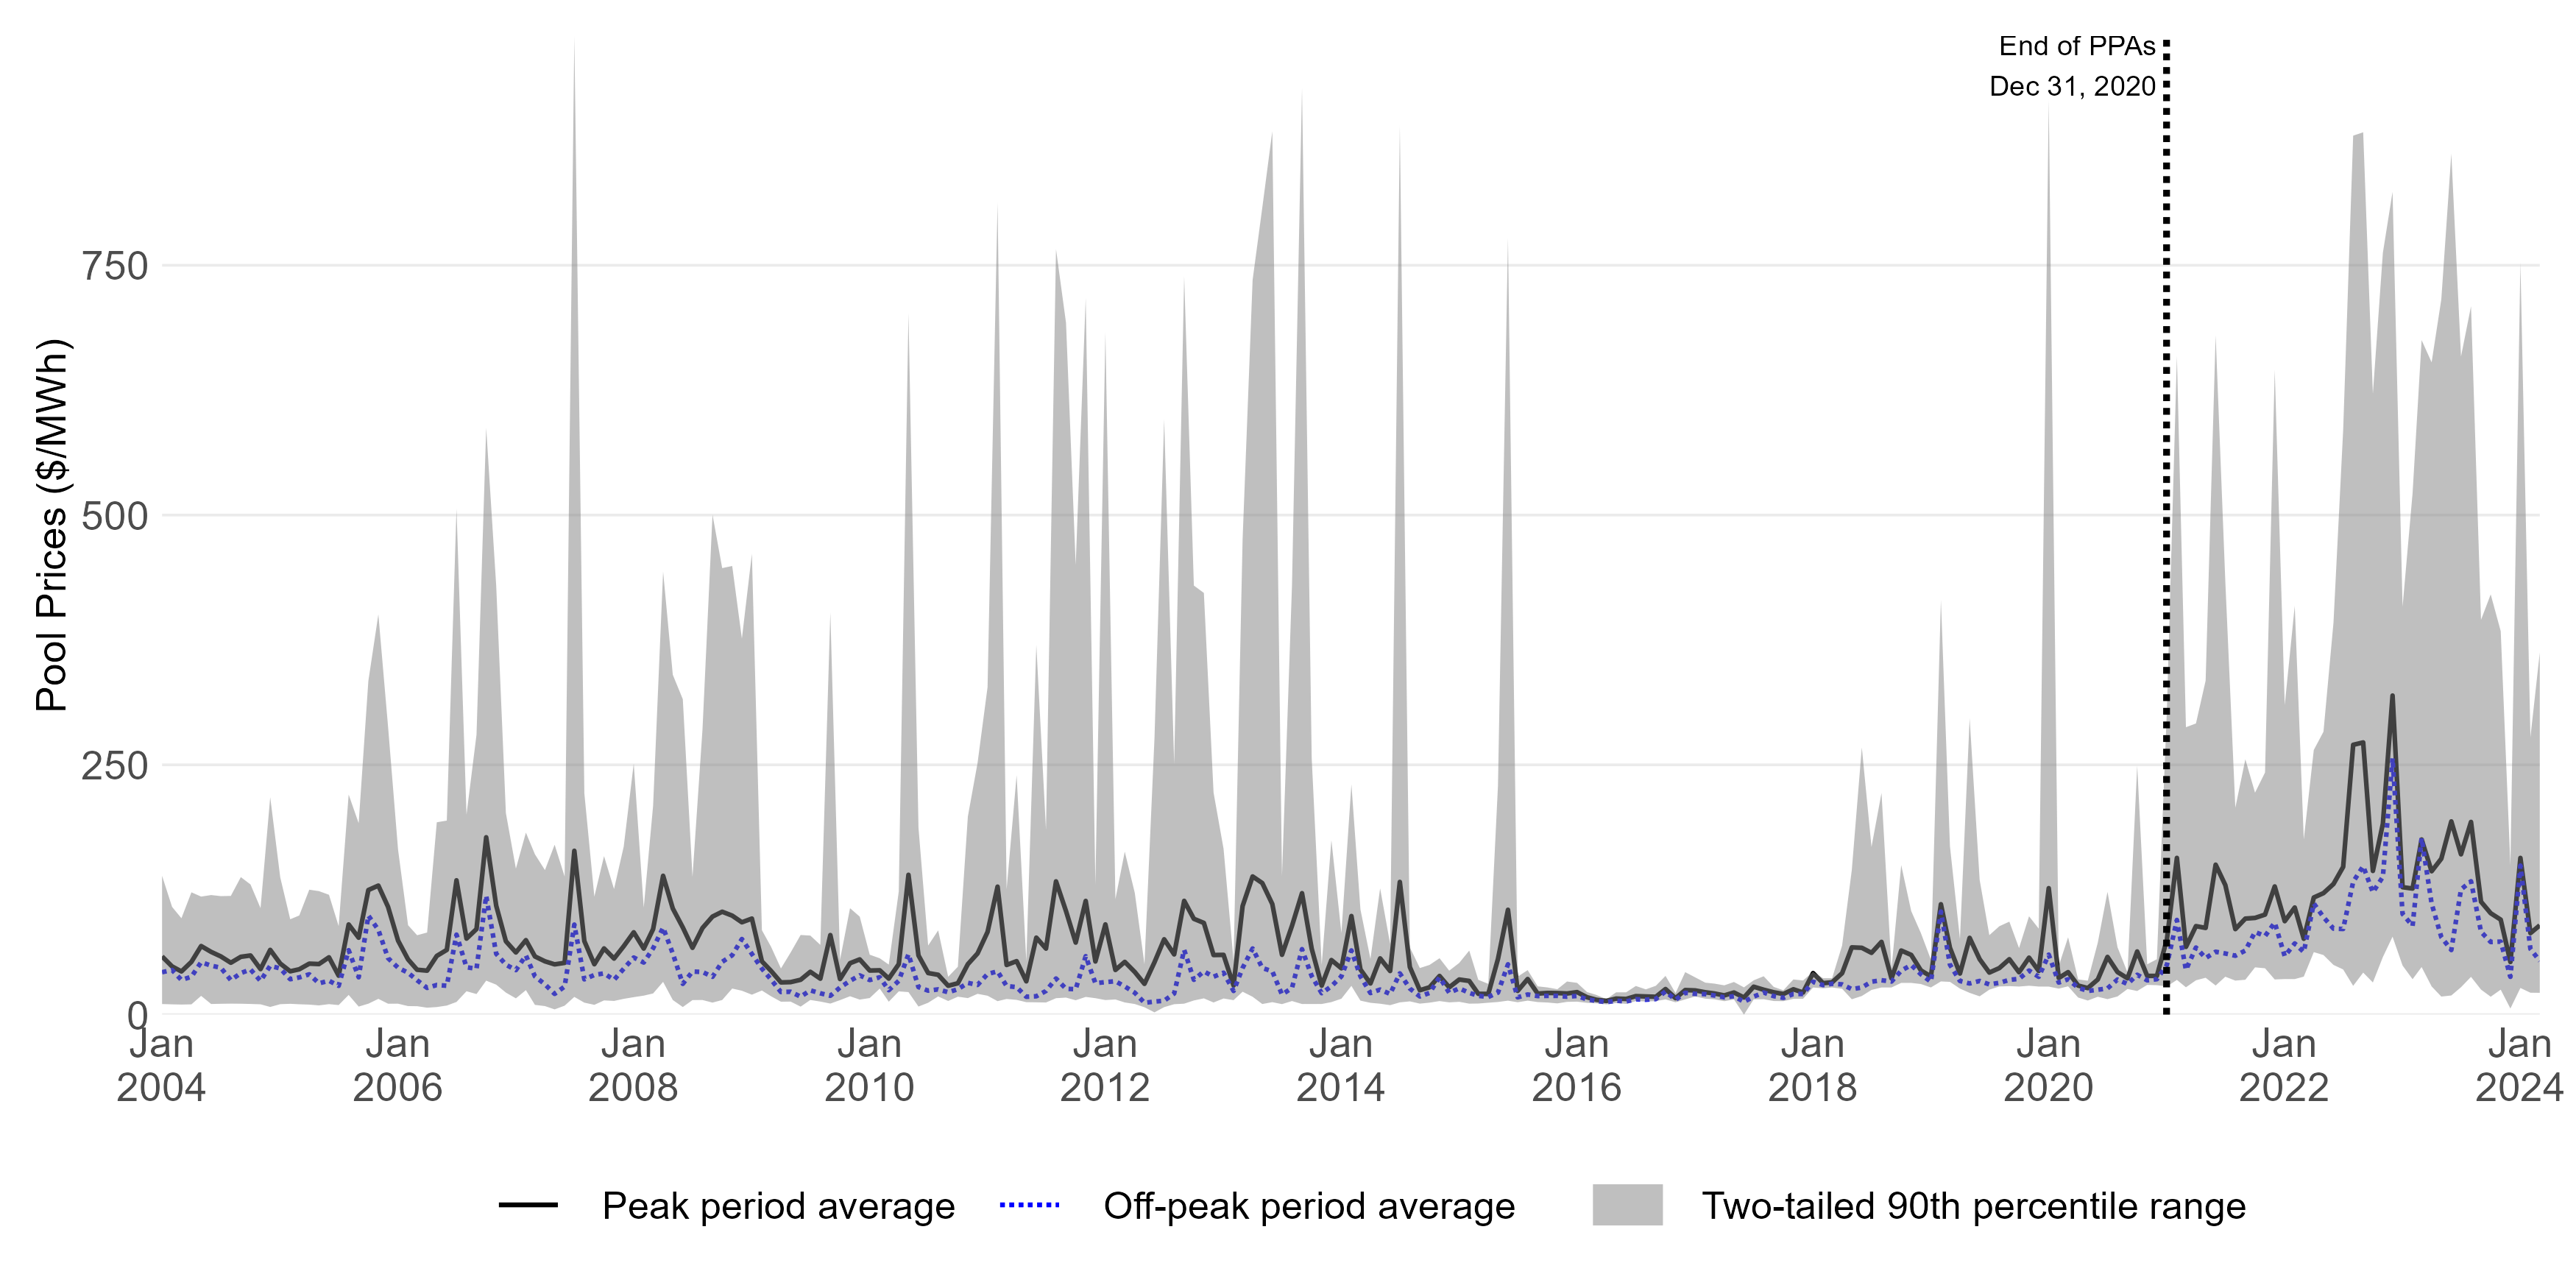 End of PPAs
Dec 31, 2020
Pool Prices ($/MWh)
750
500
250
0
Jan
2004
Jan
2006
Jan
2008
Jan
2010
Jan
2012
Jan
2014
Jan
2016
Jan
2018
Jan
2020
Jan
2022
Jan
2024
Peak period average
Off-peak period average
Two-tailed 90th percentile range